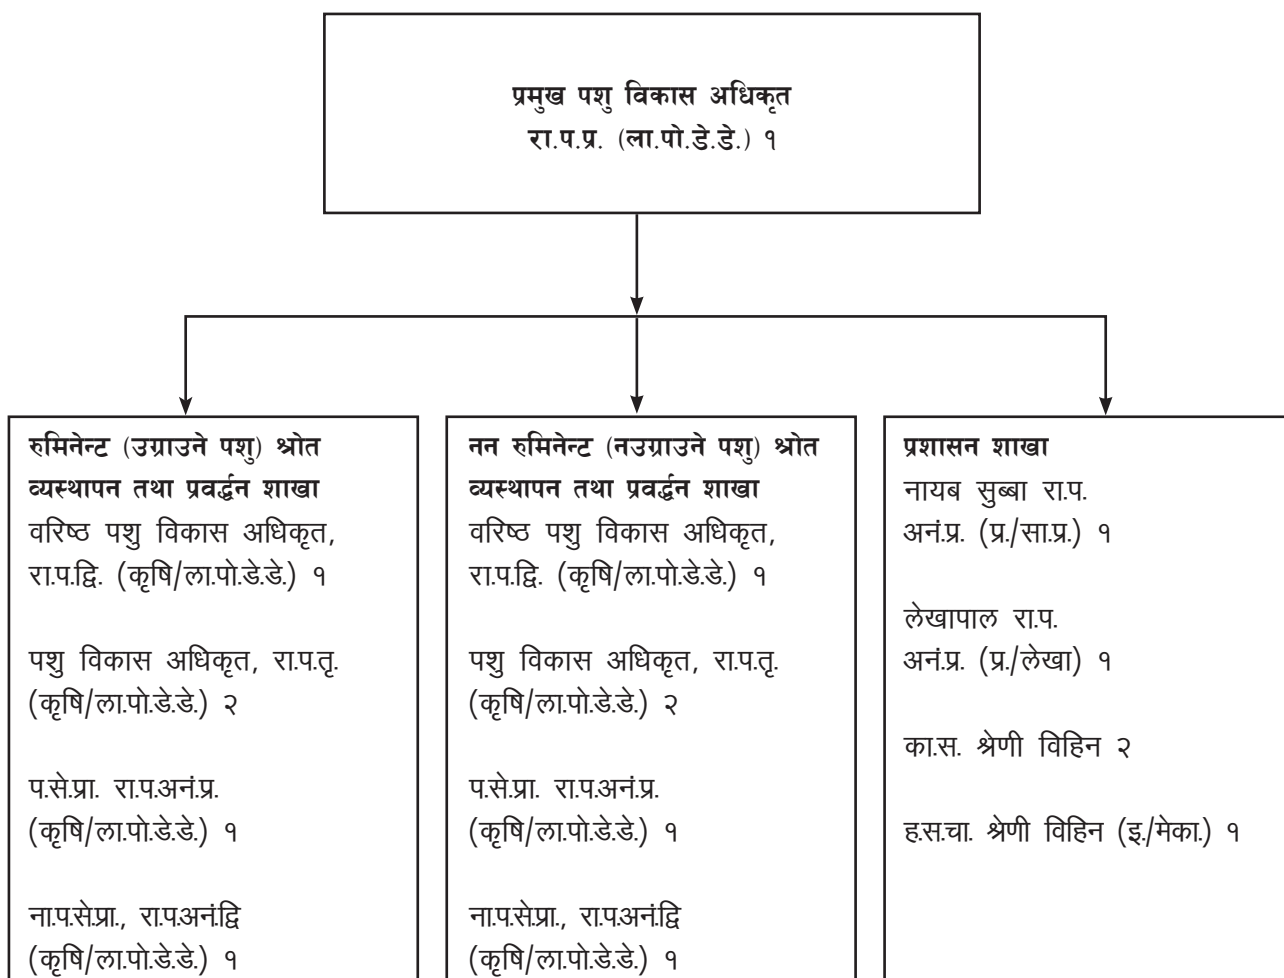 प्रमुख पशु विकास अधिकृत
रा.प.प्र. (ला.पो.डे.डे.) १
रुमिनेन्ट (उग्राउने पशु) श्रोत
व्यस्थापन तथा प्रवर्द्धन शाखा
वरिष्ठ पशु विकास अधिकृत,
रा.प.द्वि. (कृषि/ला.पो.डे.डे.) १
पशु विकास अधिकृत, रा.प.तृ.
(कृषि/ला.पो.डे.डे.) २
प.से.प्रा. रा.प.अनं.प्र.
(कृषि/ला.पो.डे.डे.) १
ना.प.से.प्रा., रा.प.अनं.द्वि
(कृषि/ला.पो.डे.डे.) १
नन रुमिनेन्ट (नउग्राउने पशु) श्रोत
व्यस्थापन तथा प्रवर्द्धन शाखा
वरिष्ठ पशु विकास अधिकृत,
रा.प.द्वि. (कृषि/ला.पो.डे.डे.) १
पशु विकास अधिकृत, रा.प.तृ.
(कृषि/ला.पो.डे.डे.) २
प.से.प्रा. रा.प.अनं.प्र.
(कृषि/ला.पो.डे.डे.) १
ना.प.से.प्रा., रा.प.अनं.द्वि
(कृषि/ला.पो.डे.डे.) १
प्रशासन शाखा
नायब सुब्बा रा.प.
अनं.प्र. (प्र./सा.प्र.) १
लेखापाल रा.प.
अनं.प्र. (प्र./लेखा) १
का.स. श्रेणी विहिन २
ह.स.चा. श्रेणी विहिन (इ./मेका.) १